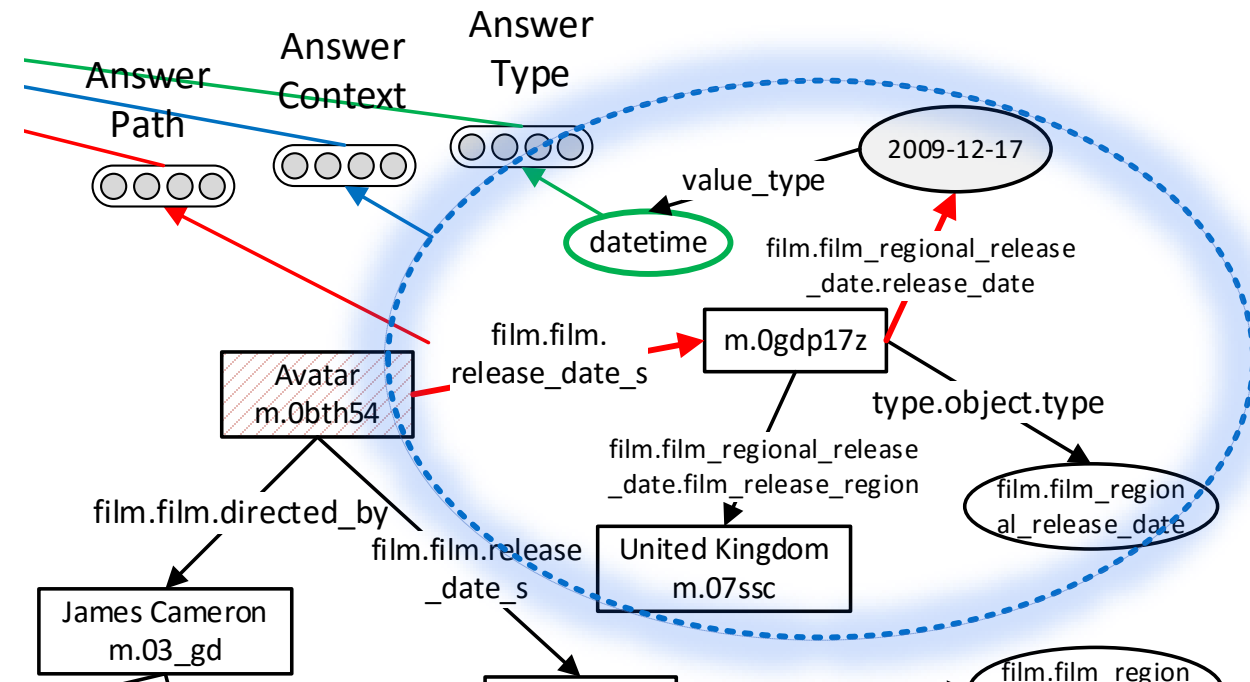 Answer
Type
Answer
Context
Answer
Path
2009-12-17
value_type
datetime
film.film_regional_release
_date.release_date
film.film.
release_date_s
m.0gdp17z
Avatar
m.0bth54
type.object.type
film.film_regional_release
_date.film_release_region
film.film_region
al_release_date
film.film.directed_by
film.film.release
_date_s
United Kingdom
m.07ssc
James Cameron
m.03_gd
film.film_region